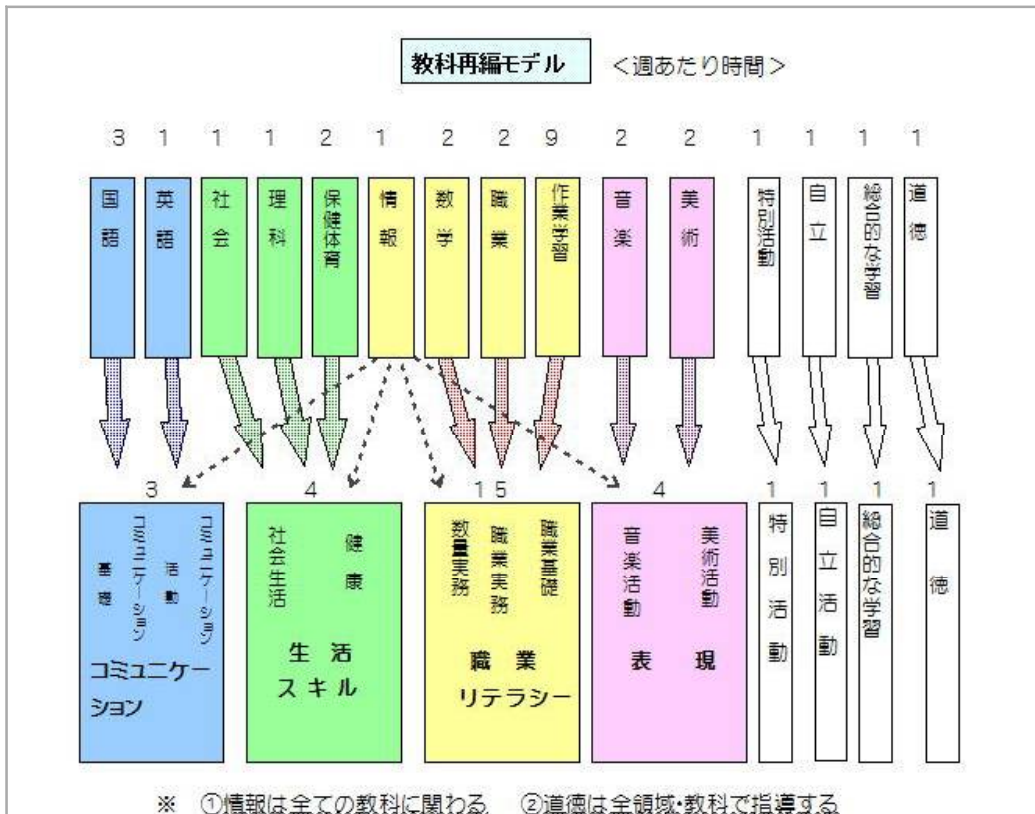 教科再編モデル ＜週あたり時間＞
3 1 1 1 2 1 2 2 9 2 2 1 1 1 1
国語
英語
社会
理科
保健体育
情報
数学
職業
作業学習
音楽
美術
特別活動
自立
総合的な学習
道徳
3 4 15 4 1 1 1 1
コミュニケーション
基礎
コミュニケーション
活動
コミュニケー
ション
社会生活
健康
生活
スキル
数量実務
職業実務
職業基礎
職業
リテラシー
音楽活動
美術活動
表現
特別活動
自立活動
総合的な学習
道徳
※ ①情報は全ての教科に関わる ②道徳は全領域・教科で指導する